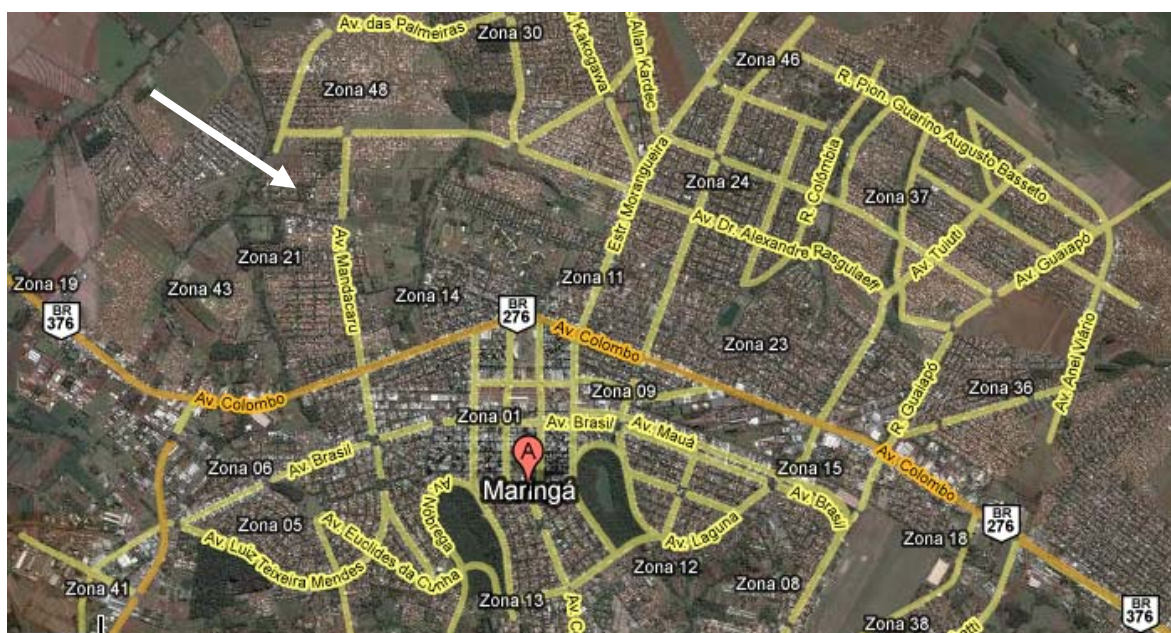 Av. das Palmeiras
Zona 30
Kakogawa
Allan Kardec
Zona 46
R. Pion. Guarino Augusto Basseto
Zona 48
Estr. Morangueira
Zona 24
R. Colômbia
Zona 37
Av. Tuiuti
Av. Guaiapó
Av. Dr. Alexandre Rasgulaeff
Av. Mandacaru
Zona 21
Zona 11
Zona 19
Zona 43
Zona 14
BR
376
BR
276
Av. Colombo
Zona 23
Av. Anel Viário
Av. Colombo
Zona 09
Zona 36
R. Guaiapó
Zona 01
Av. Brasil
Av. Mauá
Av. Colombo
Zona 06
Av. Brasil
A
Maringá
Zona 15
Av. Brasil
Av. Nóbrega
BR
276
Zona 05
Av. Luiz Teixeira Mendes
Av. Euclides da Cunha
Av. Laguna
Zona 12
Zona 18
Zona 41
Zona 13
Zona 08
Zona 38
BR
376